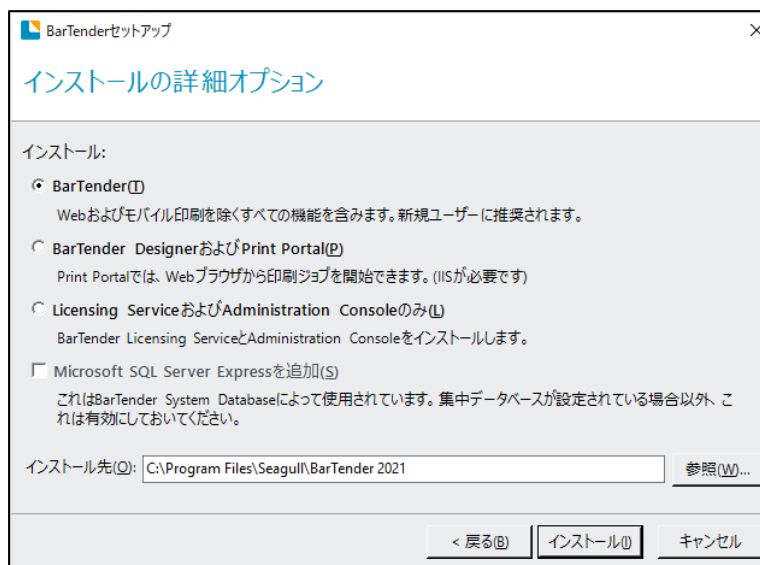 BarTenderセットアップ
インストールの詳細オプション
インストール:
BarTender(T)
Webおよびモバイル印刷を除くすべての機能を含みます。新規ユーザーに推奨されます。
BarTender DesignerおよびPrint Portal(P)
Print Portalでは、Webブラウザから印刷ジョブを開始できます。(IISが必要です)
Licensing ServiceおよびAdministration Consoleのみ(L)
BarTender Licensing ServiceとAdministration Consoleをインストールします。
Microsoft SQL Server Expressを追加(S)
これはBarTender System Databaseによって使用されています。集中データベースが設定されている場合以外、こ
れは有効にしておいてください。
インストール先(O): C:\Program Files\Seagull\BarTender 2021 参照(W)...
< 戻る(B) インストール(I) キャンセル